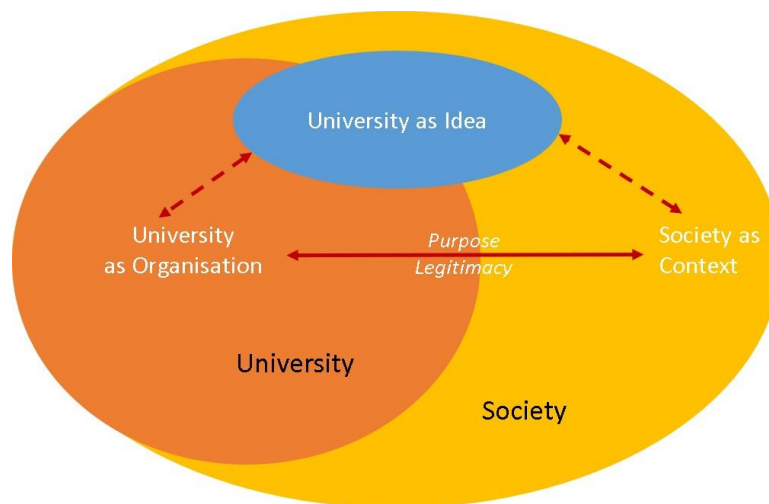 University as Idea
University
as Organisation
Purpose
Legitimacy
Society as
Context
University
Society